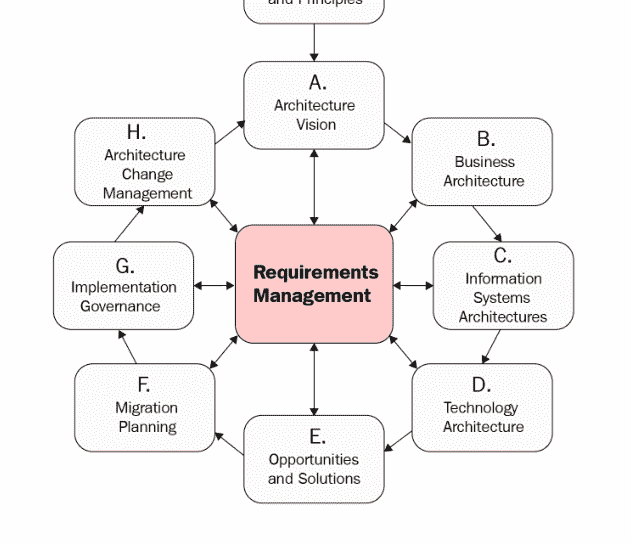 and Principles
A.
Architecture
Vision
B.
Business
Architecture
C.
Information
Systems
Architectures
D.
Technology
Architecture
E.
Opportunities
and Solutions
F.
Migration
Planning
G.
Implementation
Governance
H.
Architecture
Change
Management
Requirements
Management